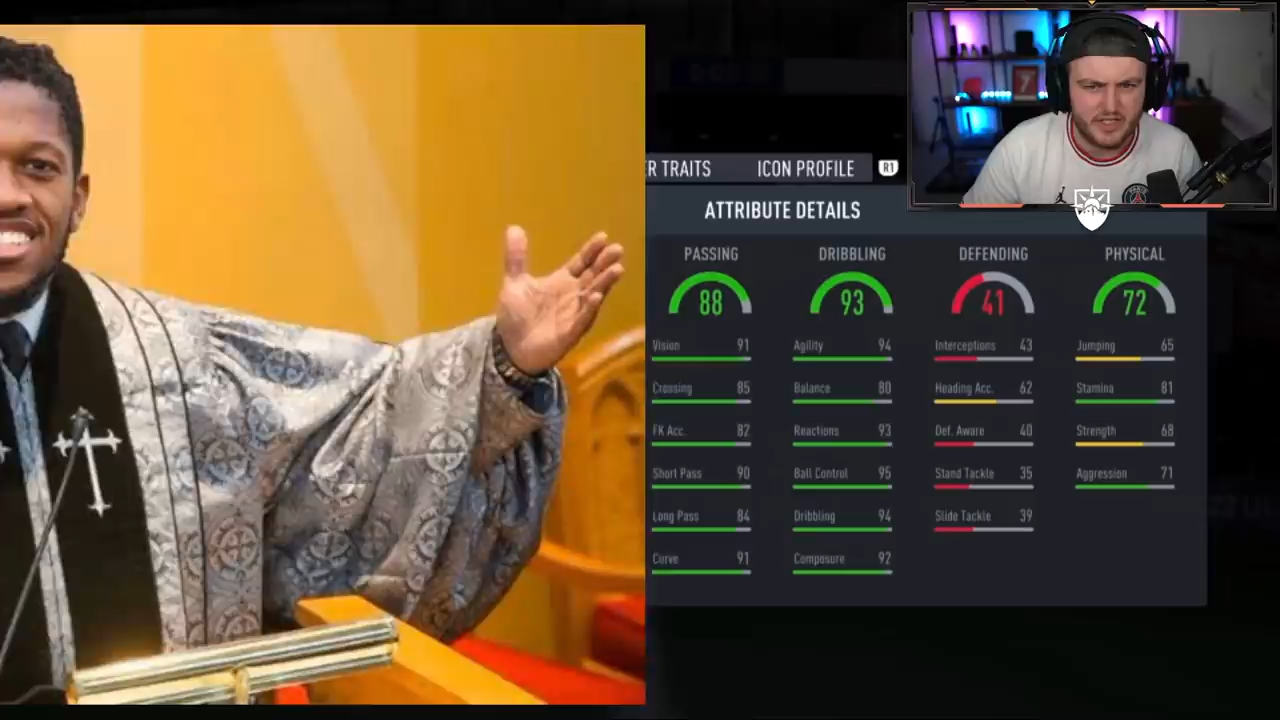 R TRAITS ICON PROFILE R1
ATTRIBUTE DETAILS
PASSING DRIBBLING DEFENDING PHYSICAL
88 93 41 72
Vision 91 Agility 94 Interceptions 43 Jumping 65
Crossing 85 Balance 80 Heading Acc. 62 Stamina 81
FK Acc. 82 Reactions 93 Def. Aware 40 Strength 68
Short Pass 90 Ball Control 95 Stand Tackle 35 Aggression 71
Long Pass 84 Dribbling 94 Slide Tackle 39
Curve 91 Composure 92
7